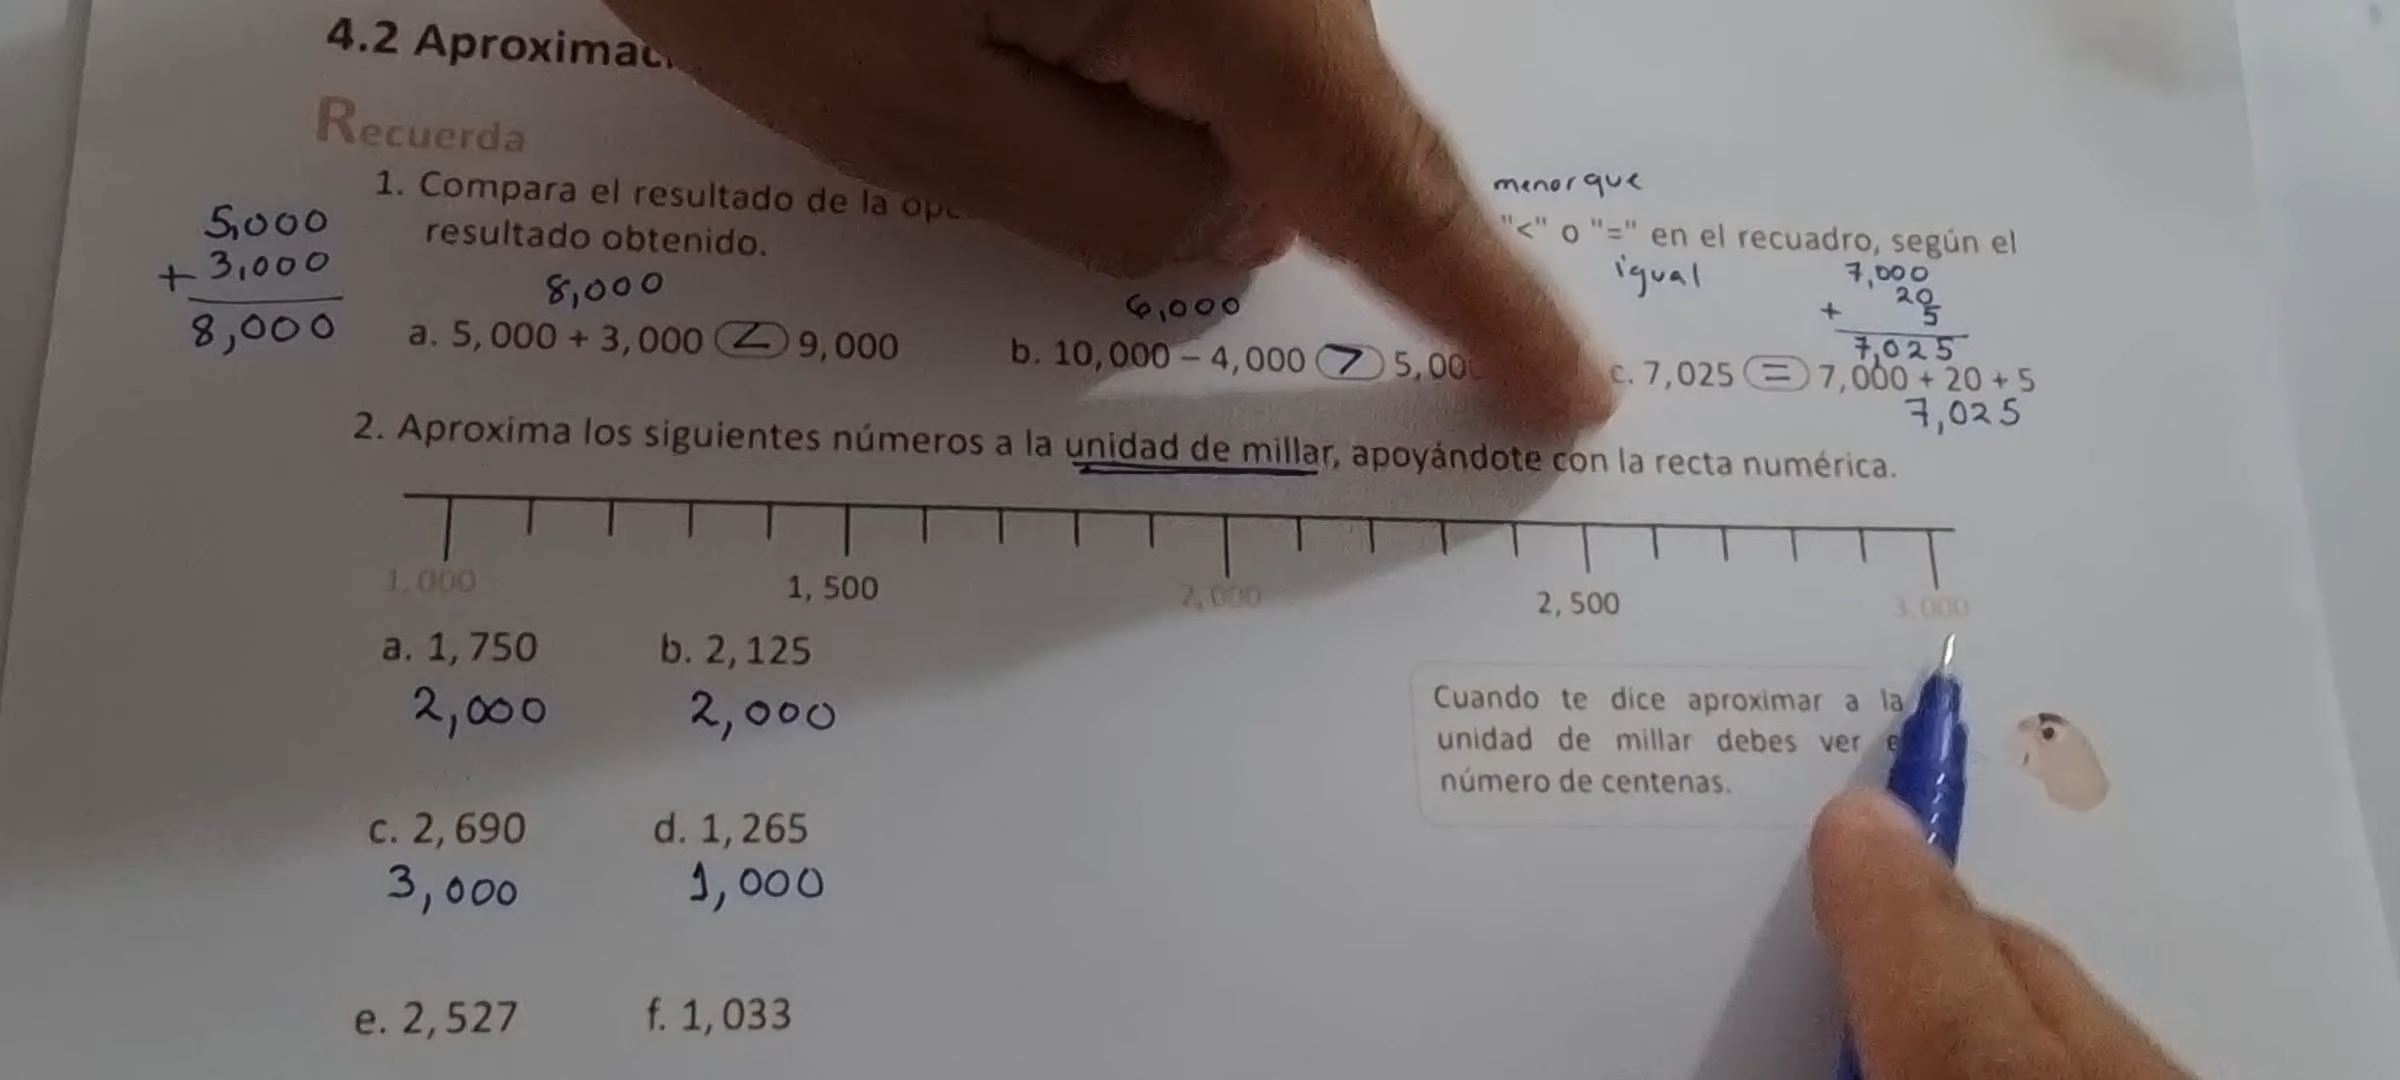 4.2 Aproximac
Recuerda
menor que
1. Compara el resultado de la
"<" o "=" en el recuadro, según el
resultado obtenido.
igual
5,000
+ 3,000
8,000
8,000
a. 5,000 + 3,000 < 9,000
6,000
b. 10,000 – 4,000 > 5,00
7,000
20
+ 5
7,025
c. 7,025 = 7,000 + 20 + 5
7,025
2. Aproxima los siguientes números a la unidad de millar, apoyándote con la recta numérica.
1,000 1,500 2,000 2,500 3,000
a. 1,750 b. 2,125
2,000 2,000
Cuando te dice aproximar a la
unidad de millar debes ver
número de centenas.
c. 2,690 d. 1,265
3,000 1,000
e. 2,527 f. 1,033